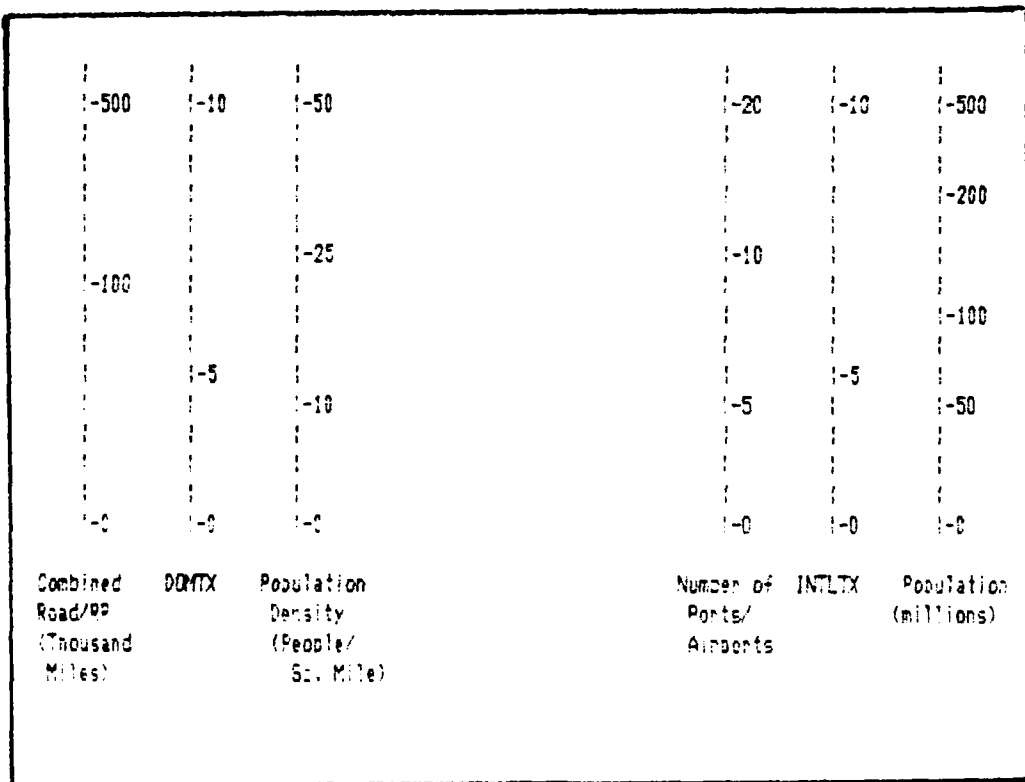 -500 -10 -50 -20 -10 -500
-200
-25 -10
-100
-100
-5 -5
-10 -5 -50
-0 -0 -0 -0 -0 -0
Combined DOMTX Population Number of INTLTX Population
Road/RR Density Ports/ (millions)
(Thousand (People/ Airports
Miles) Sq. Mile)